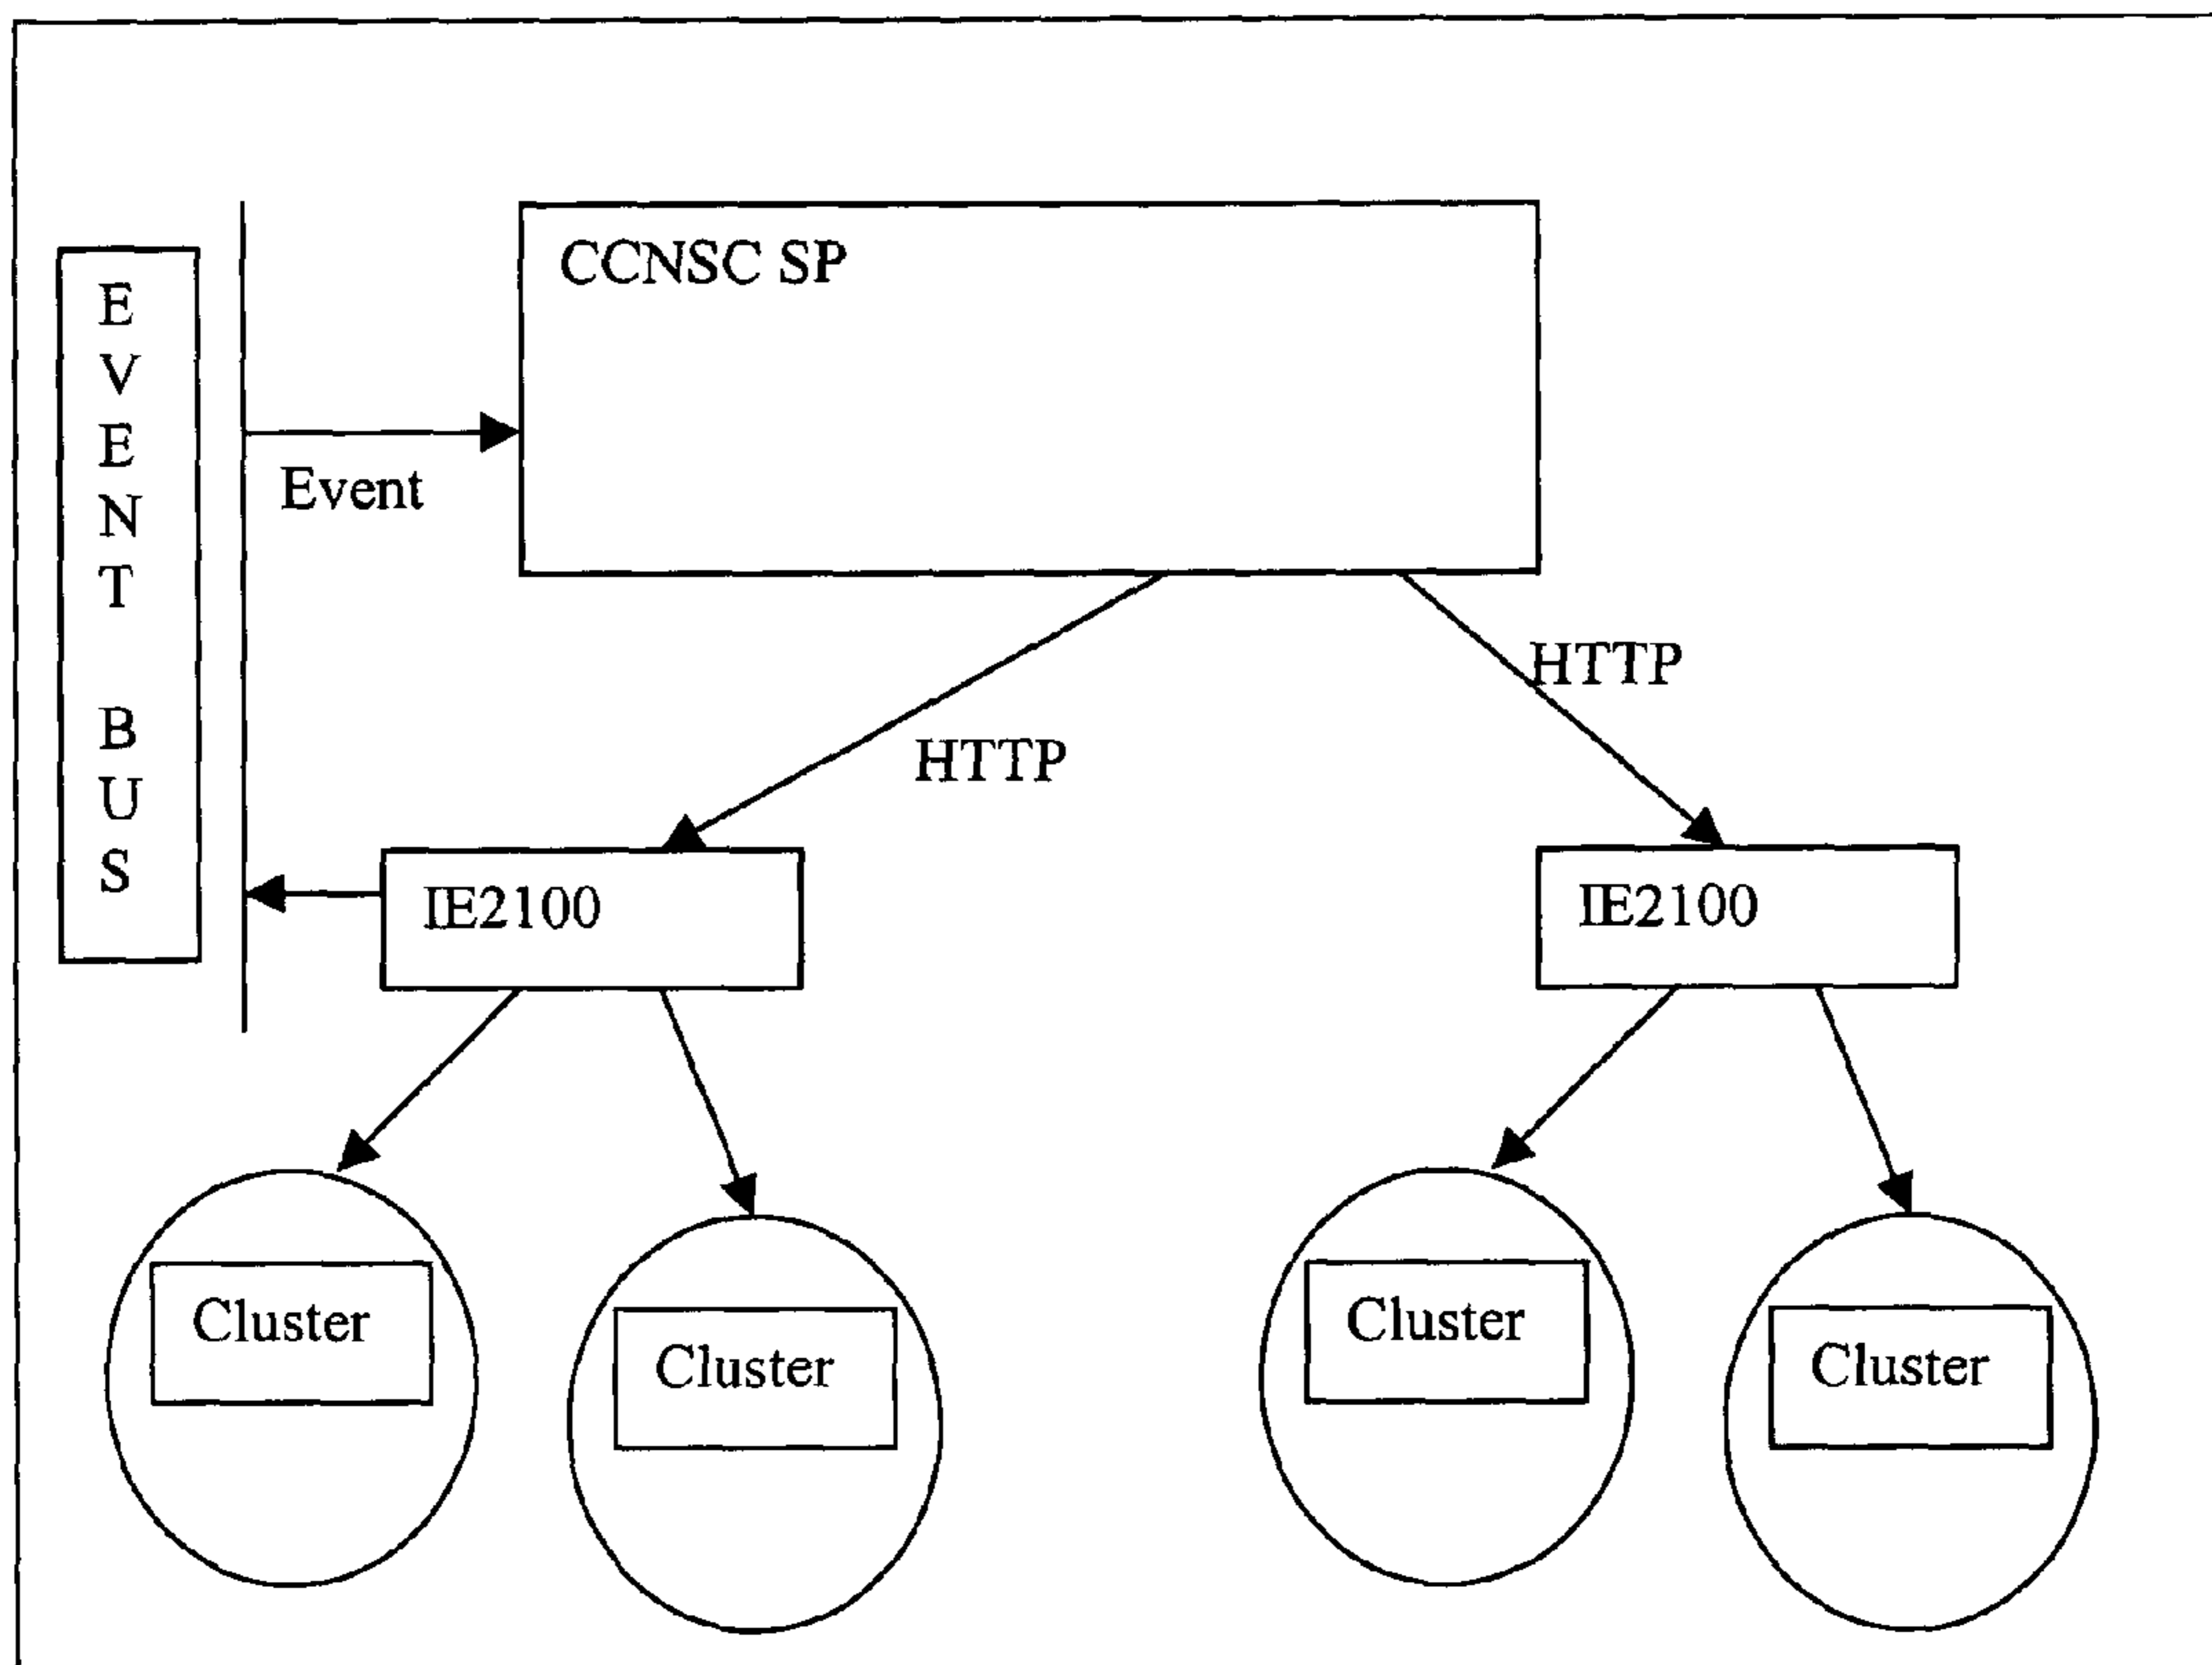 CCNSC SP
EVENT BUS
Event
HTTP
HTTP
IE2100
IE2100
Cluster
Cluster
Cluster
Cluster